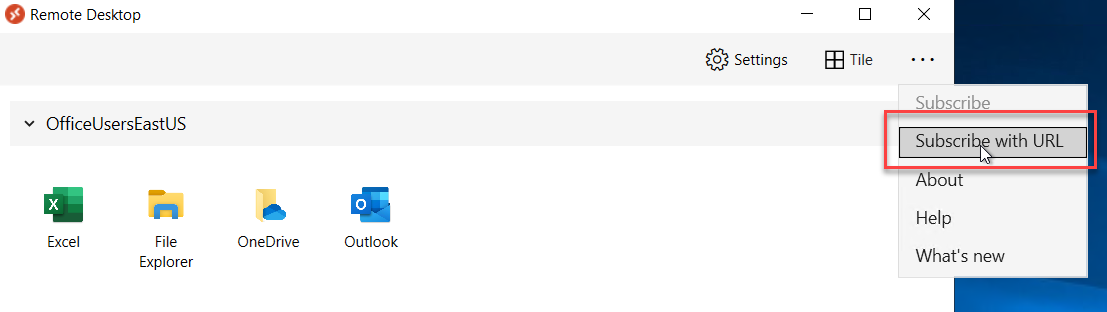 Remote Desktop
Settings
Tile
Subscribe
OfficeUsersEastUS
Subscribe with URL
About
Help
What's new
Excel
File
Explorer
OneDrive
Outlook